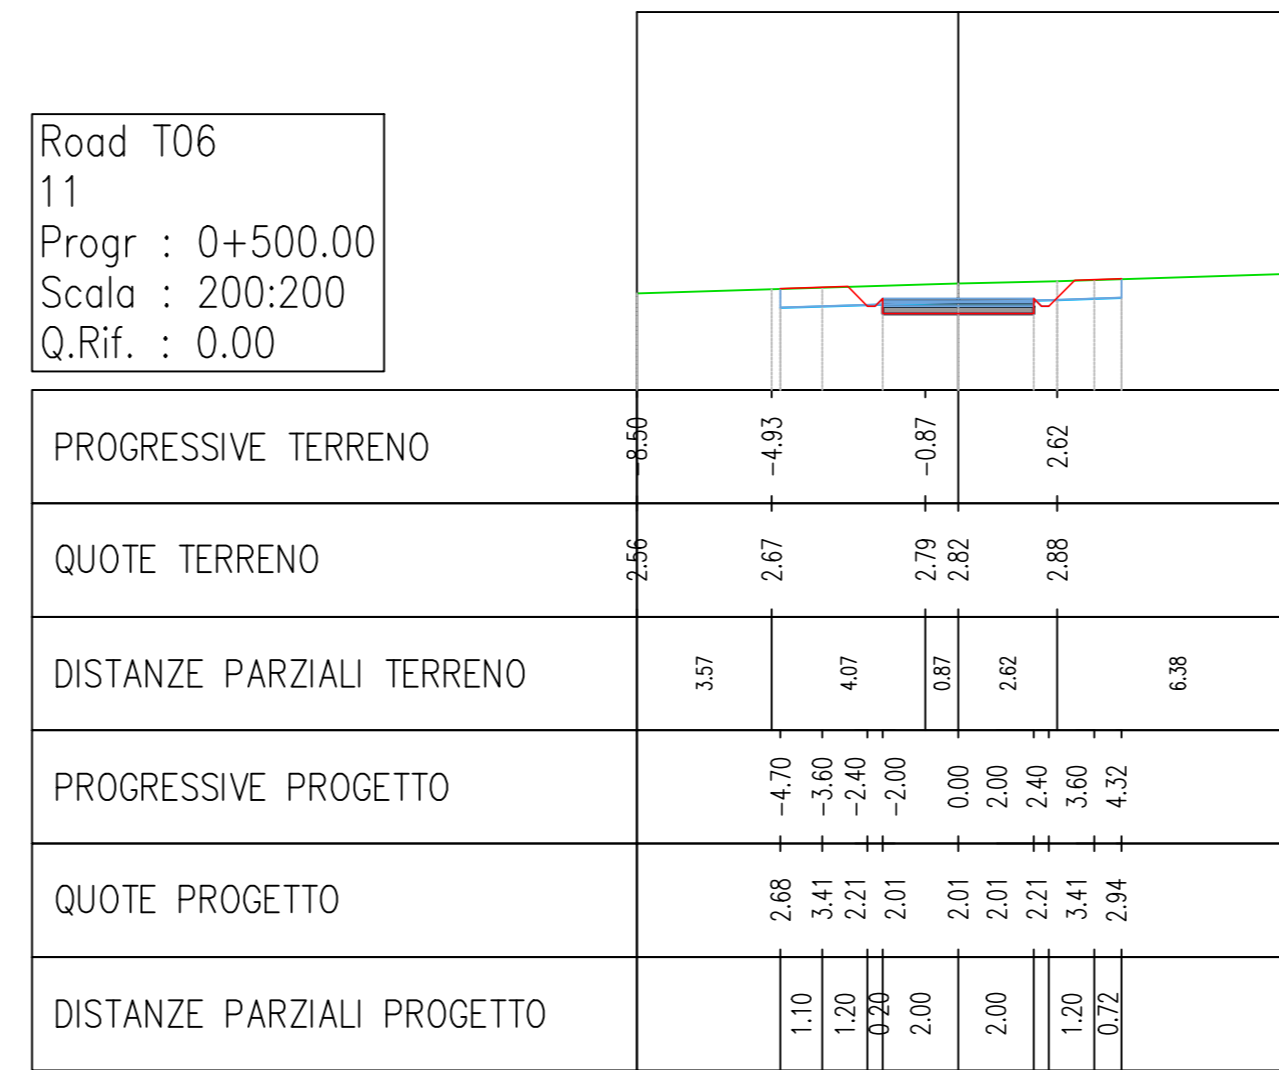 Road T06
11
Progr : 0+500.00
Scala : 200:200
Q.Rif. : 0.00
PROGRESSIVE TERRENO -8.50 -4.93 -0.87 2.62
QUOTE TERRENO 2.56 2.67 2.79 2.82 2.88
DISTANZE PARZIALI TERRENO 3.57 4.07 0.87 2.62 6.38
PROGRESSIVE PROGETTO -4.70 -3.60 -2.40 -2.00 0.00 2.00 2.40 3.60 4.32
QUOTE PROGETTO 2.68 3.41 2.21 2.01 2.01 2.01 2.21 3.41 2.94
DISTANZE PARZIALI PROGETTO 1.10 1.20 0.20 2.00 2.00 1.20 0.72